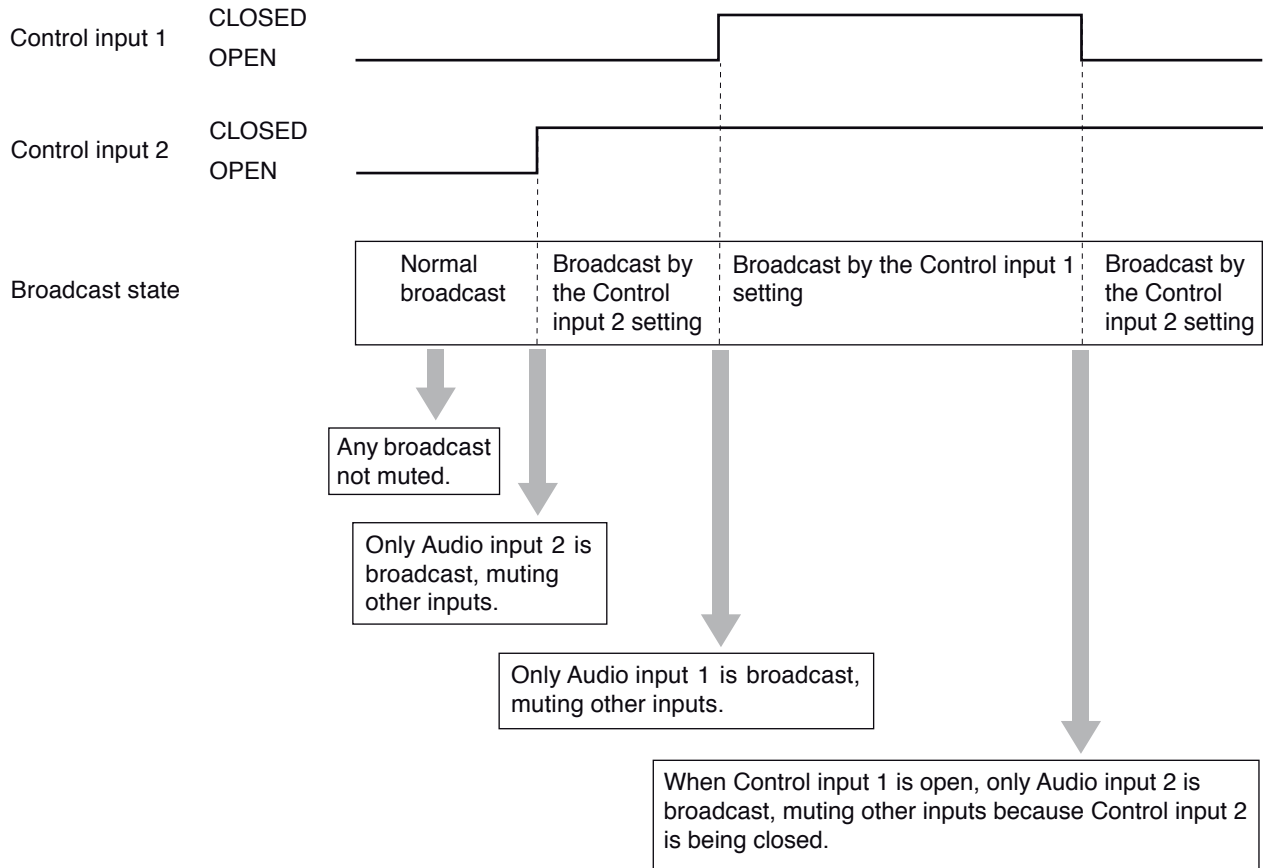 CLOSED
Control input 1
OPEN
CLOSED
Control input 2
OPEN
Broadcast state
Normal
broadcast
Broadcast by
the Control
input 2 setting
Broadcast by the Control input 1
setting
Broadcast by
the Control
input 2 setting
Any broadcast
not muted.
Only Audio input 2 is
broadcast, muting
other inputs.
Only Audio input 1 is broadcast,
muting other inputs.
When Control input 1 is open, only Audio input 2 is
broadcast, muting other inputs because Control input 2
is being closed.